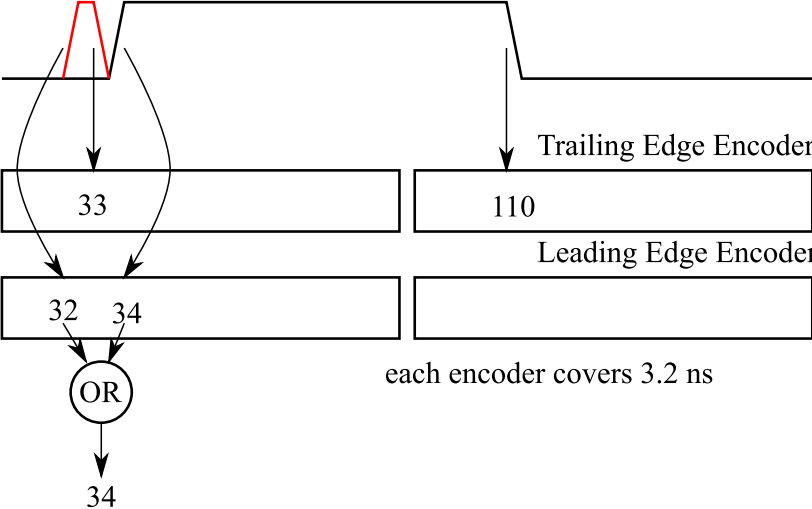 Trailing Edge Encoder
33
110
Leading Edge Encoder
32
34
OR
each encoder covers 3.2 ns
34